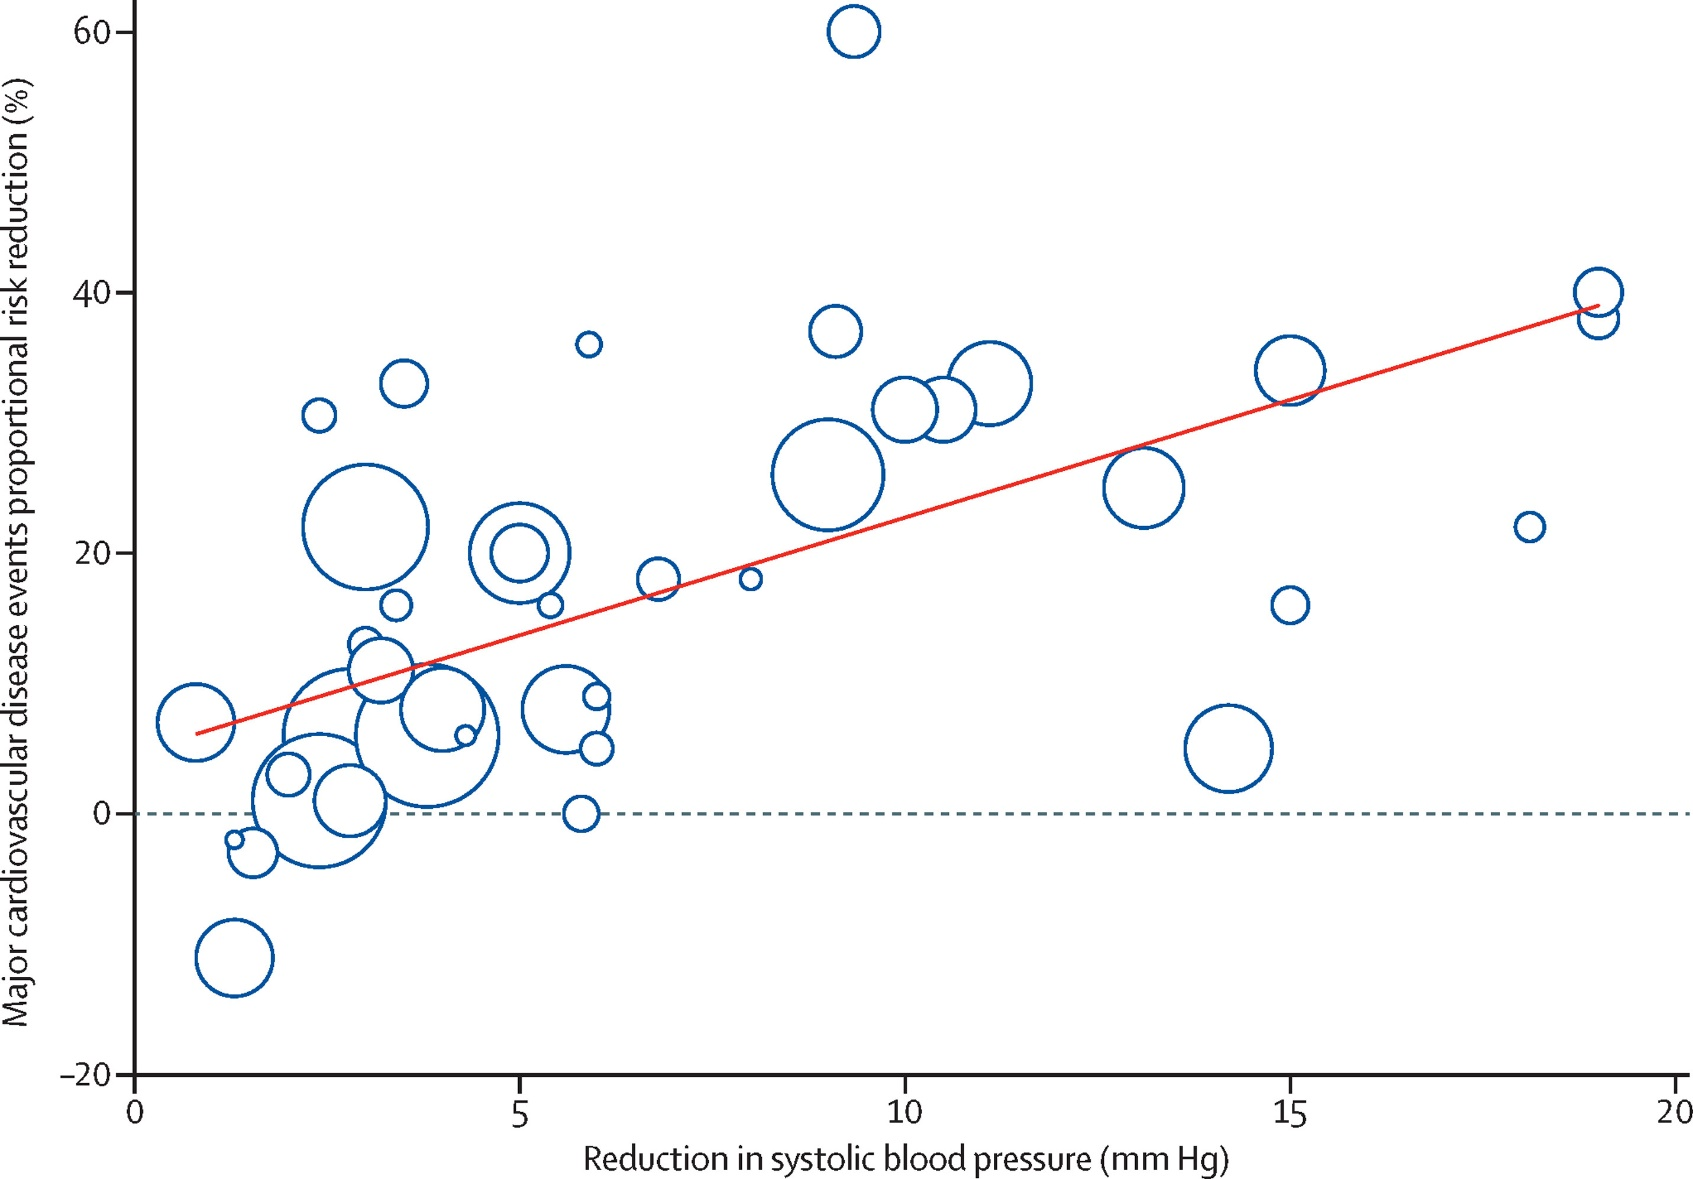 Major cardiovascular disease events proportional risk reduction (%)
60
40
20
0
–20
0 5 10 15 20
Reduction in systolic blood pressure (mm Hg)